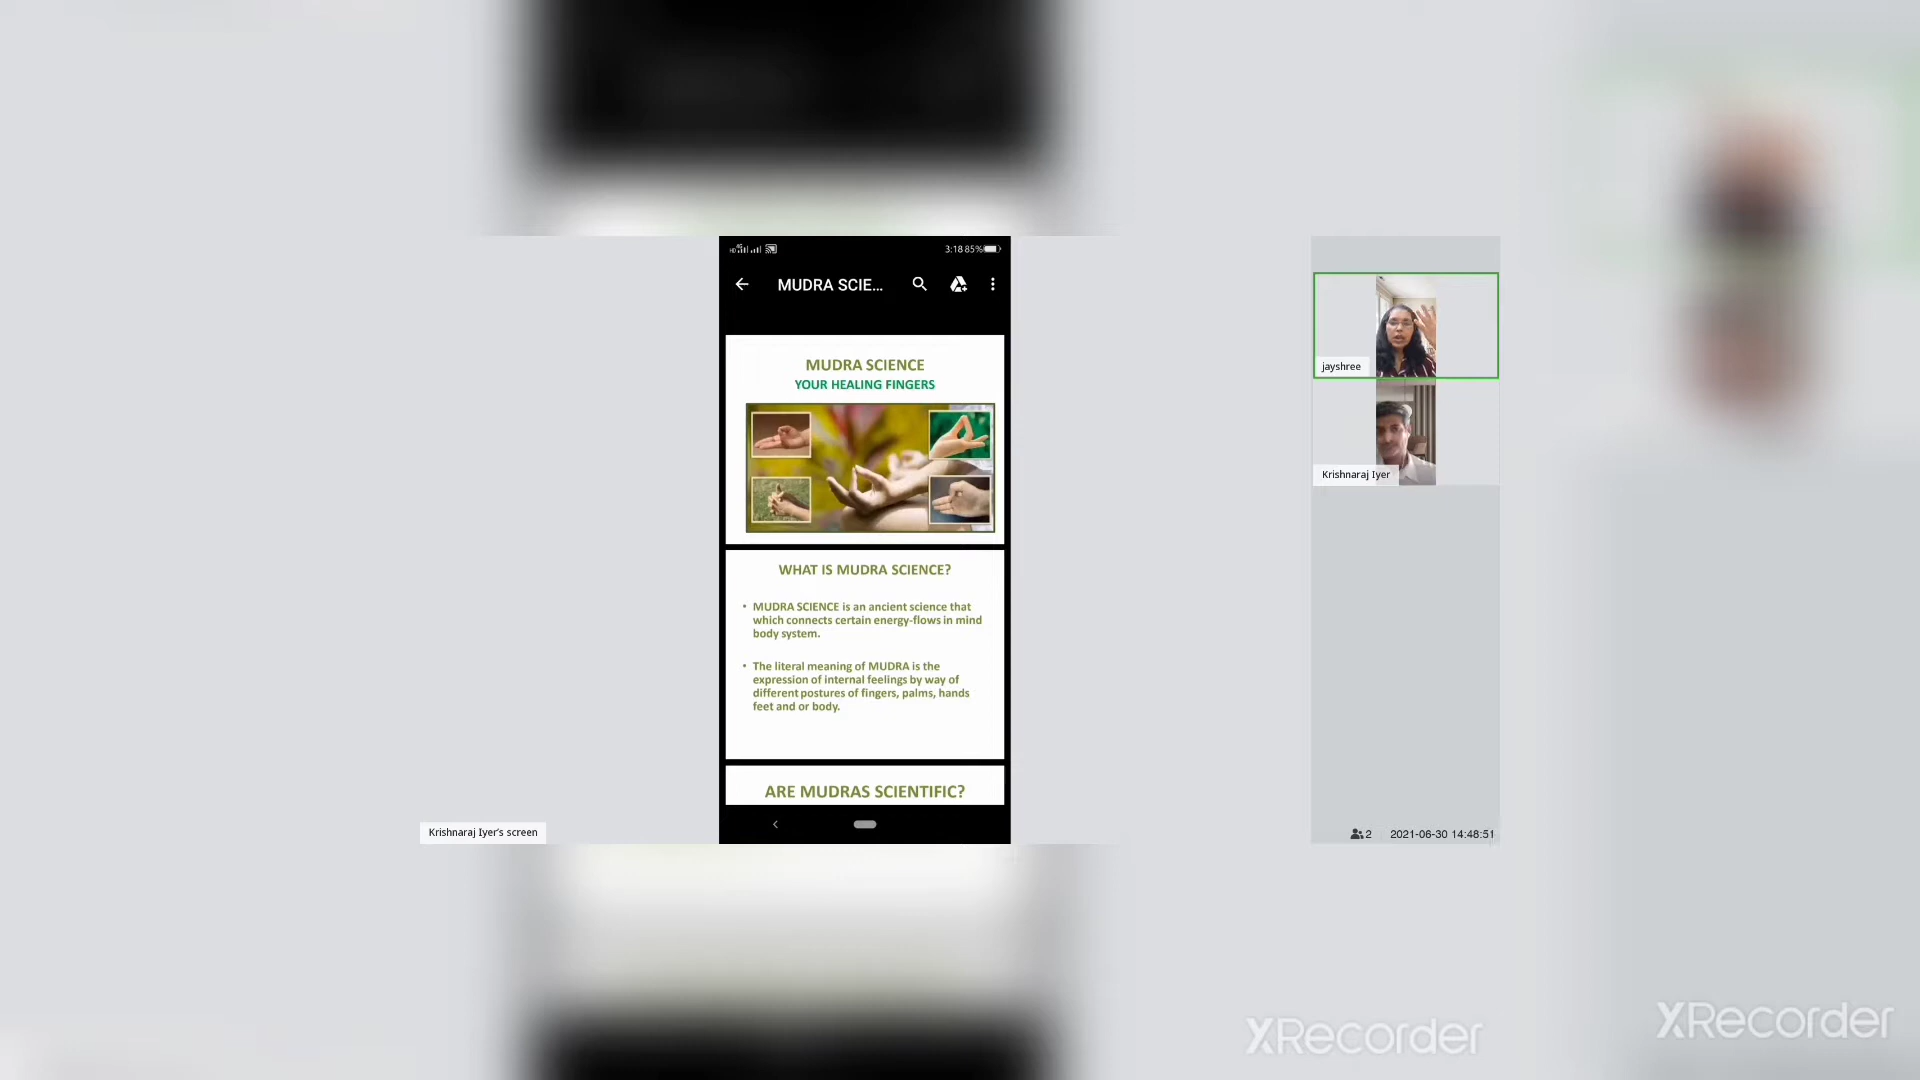 3:18 85%
MUDRA SCIE...
MUDRA SCIENCE
YOUR HEALING FINGERS
WHAT IS MUDRA SCIENCE?
• MUDRA SCIENCE is an ancient science that
which connects certain energy-flows in mind
body system.
• The literal meaning of MUDRA is the
expression of internal feelings by way of
different postures of fingers, palms, hands
feet and or body.
ARE MUDRAS SCIENTIFIC?
Krishnaraj Iyer's screen
jayshree
Krishnaraj Iyer
2 2021-06-30 14:48:51
XRecorder
XRecorder